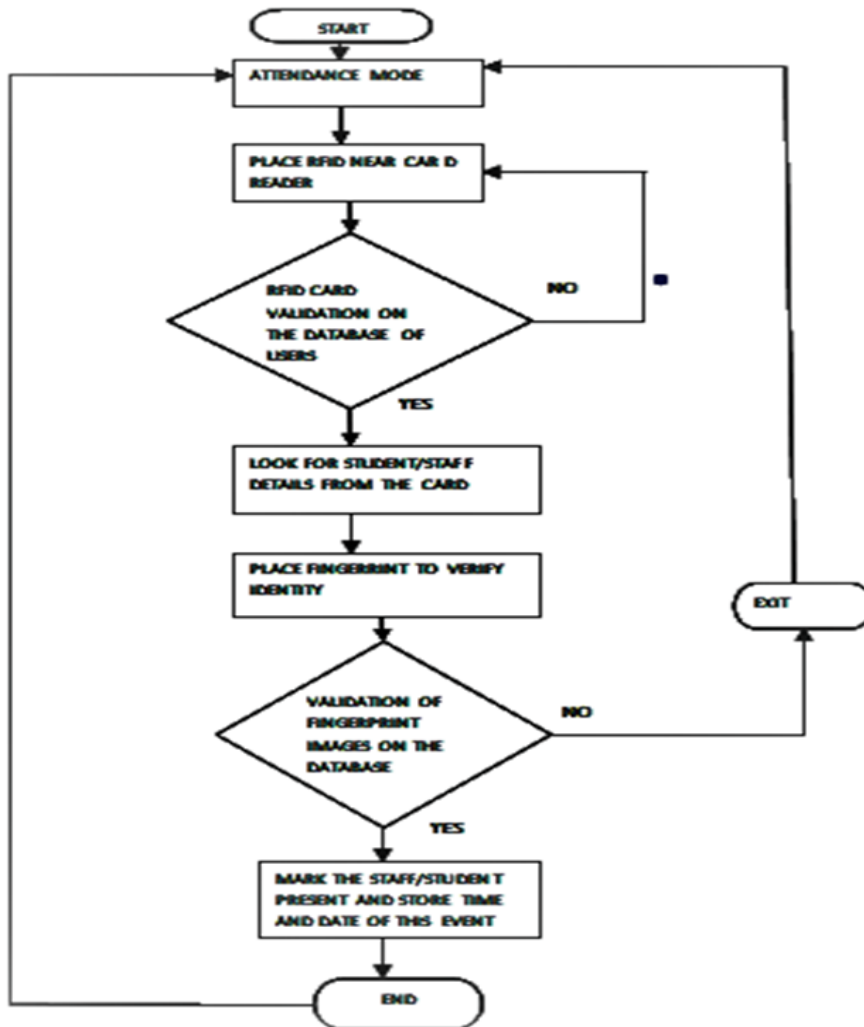 START
ATTENDANCE MODE
PLACE RFID NEAR CAR D
READER
RFID CARD
VALIDATION ON
THE DATABASE OF
USERS
NO
YES
LOOK FOR STUDENT/STAFF
DETAILS FROM THE CARD
PLACE FINGERRINT TO VERIFY
IDENTITY
EXIT
VALIDATION OF
FINGERPRINT
IMAGES ON THE
DATABASE
NO
YES
MARK THE STAFF/STUDENT
PRESENT AND STORE TIME
AND DATE OF THIS EVENT
END